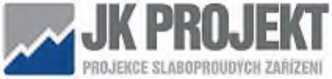 JK PROJEKT
PROJEKCE SLABOPROUDÝCH ZAŘÍZENÍ